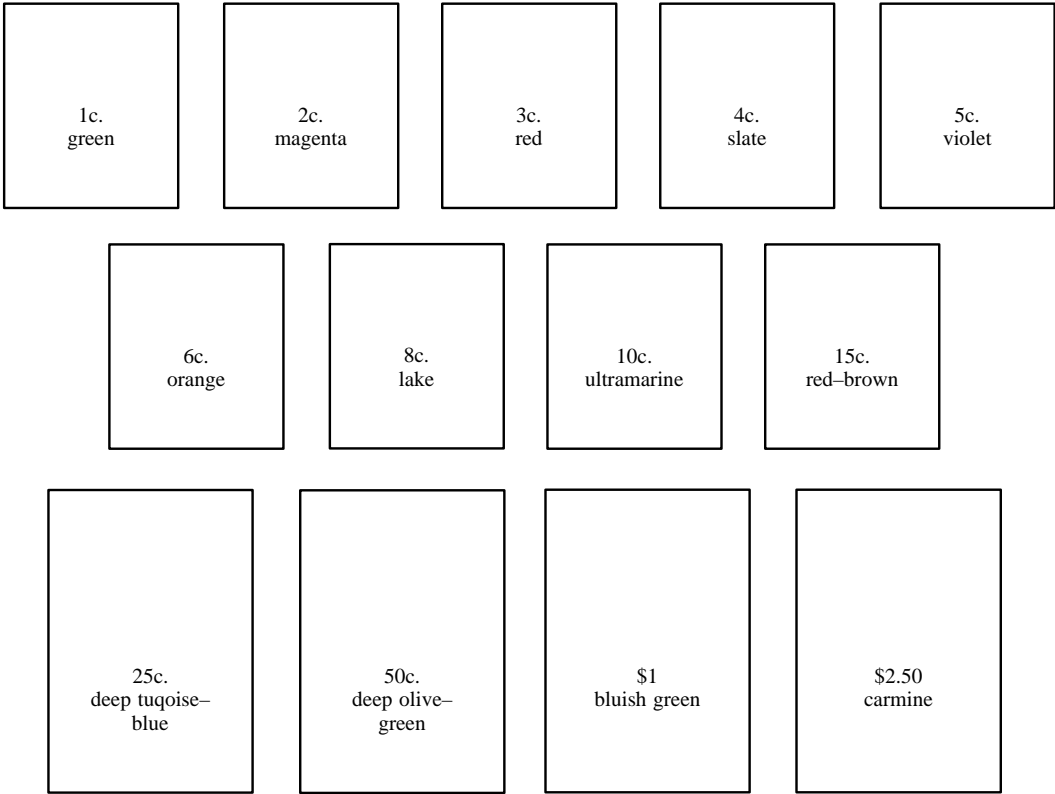 1c.
green
2c.
magenta
3c.
red
4c.
slate
5c.
violet
6c.
orange
8c.
lake
10c.
ultramarine
15c.
red–brown
25c.
deep tuqoise–
blue
50c.
deep olive–
green
$1
bluish green
$2.50
carmine